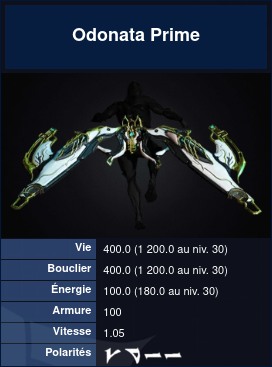 Odonata Prime
Vie 400.0 (1 200.0 au niv. 30)
Bouclier 400.0 (1 200.0 au niv. 30)
Énergie 100.0 (180.0 au niv. 30)
Armure 100
Vitesse 1.05
Polarités